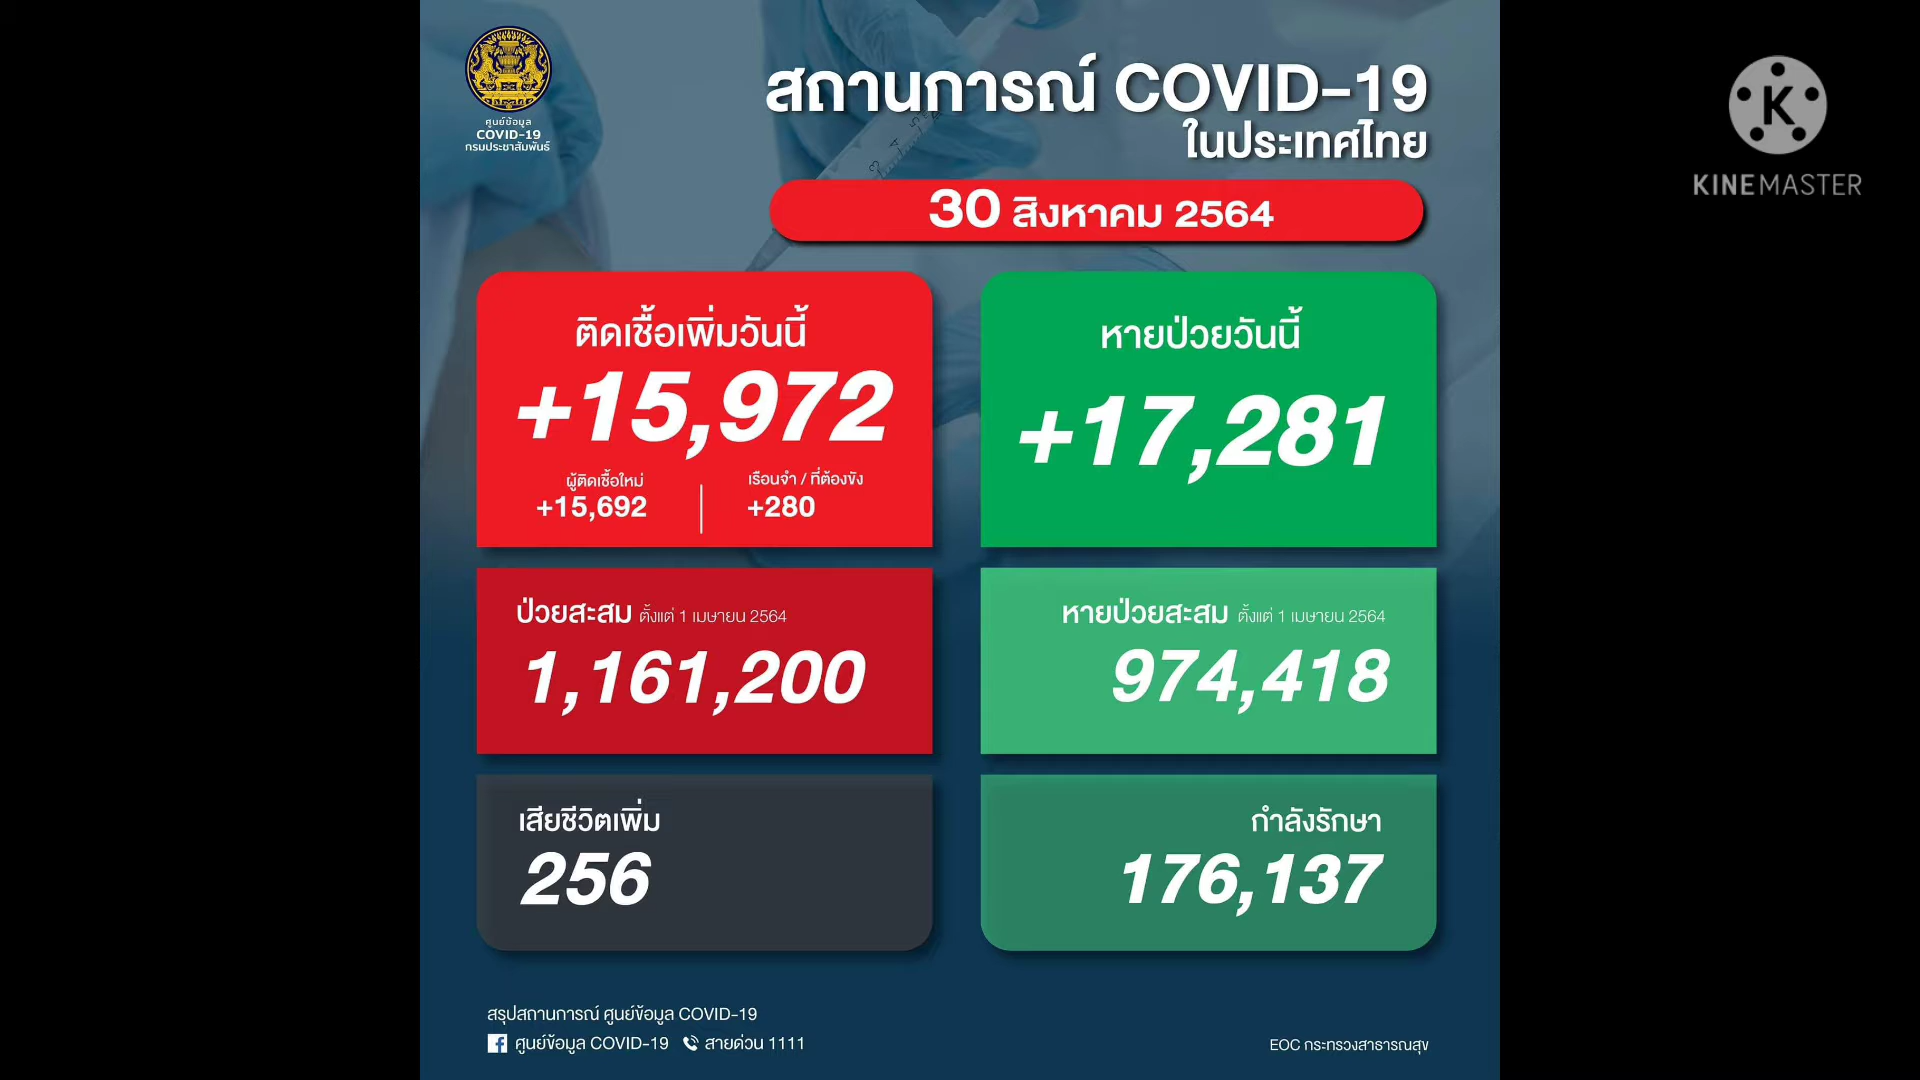 ศูนย์ข้อมูล
COVID-19
กรมประชาสัมพันธ์
สถานการณ์ COVID-19
ในประเทศไทย
30 สิงหาคม 2564
KINEMASTER
ติดเชื้อเพิ่มวันนี้
+15,972
ผู้ติดเชื้อใหม่
+15,692
เรือนจำ / ที่ต้องขัง
+280
หายป่วยวันนี้
+17,281
ป่วยสะสม ตั้งแต่ 1 เมษายน 2564
1,161,200
หายป่วยสะสม ตั้งแต่ 1 เมษายน 2564
974,418
เสียชีวิตเพิ่ม
256
กำลังรักษา
176,137
สรุปสถานการณ์ ศูนย์ข้อมูล COVID-19
ศูนย์ข้อมูล COVID-19 สายด่วน 1111
EOC กระทรวงสาธารณสุข